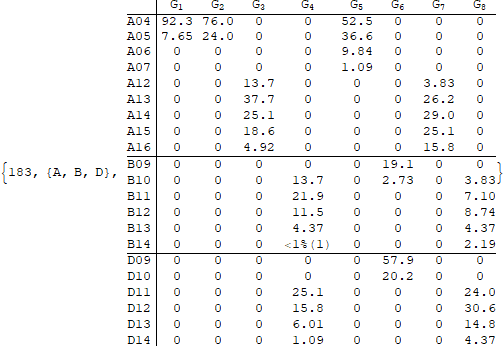 G₁ G₂ G₃ G₄ G₅ G₆ G₇ G₈
A04 92.3 76.0 0 0 52.5 0 0 0
A05 7.65 24.0 0 0 36.6 0 0 0
A06 0 0 0 0 9.84 0 0 0
A07 0 0 0 0 1.09 0 0 0
A12 0 0 13.7 0 0 0 3.83 0
A13 0 0 37.7 0 0 0 26.2 0
A14 0 0 25.1 0 0 0 29.0 0
A15 0 0 18.6 0 0 0 25.1 0
A16 0 0 4.92 0 0 0 15.8 0
{183, {A, B, D}, B09 0 0 0 0 0 19.1 0 0 }
B10 0 0 0 13.7 0 2.73 0 3.83
B11 0 0 0 21.9 0 0 0 7.10
B12 0 0 0 11.5 0 0 0 8.74
B13 0 0 0 4.37 0 0 0 4.37
B14 0 0 0 <1%(1) 0 0 0 2.19
D09 0 0 0 0 0 57.9 0 0
D10 0 0 0 0 0 20.2 0 0
D11 0 0 0 25.1 0 0 0 24.0
D12 0 0 0 15.8 0 0 0 30.6
D13 0 0 0 6.01 0 0 0 14.8
D14 0 0 0 1.09 0 0 0 4.37